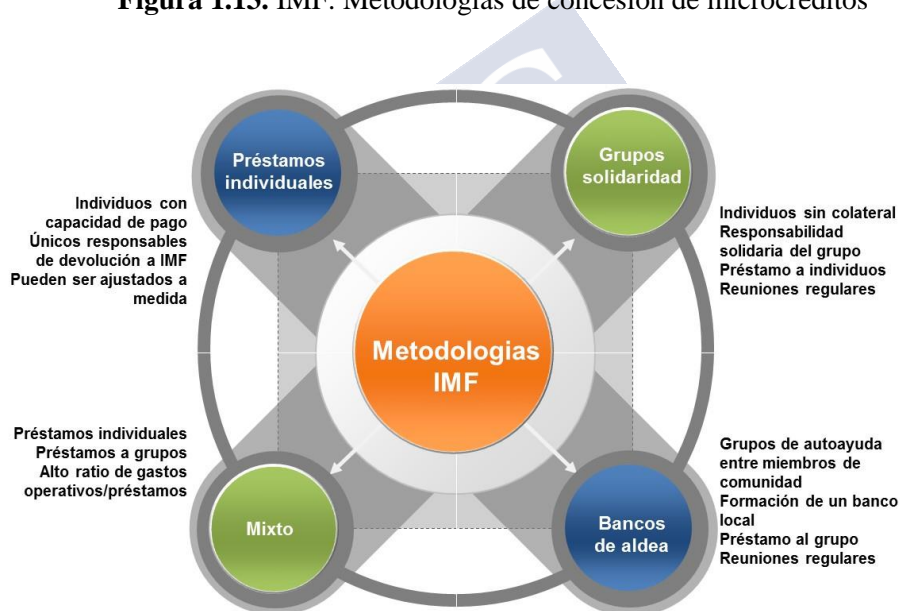 Figura 1.13. IMF: Metodologías de concesión de microcréditos
Préstamos
individuales
Individuos con
capacidad de pago
Únicos responsables
de devolución a IMF
Pueden ser ajustados a
medida
Grupos
solidaridad
Individuos sin colateral
Responsabilidad
solidaria del grupo
Préstamo a individuos
Reuniones regulares
Metodologias
IMF
Préstamos individuales
Préstamos a grupos
Alto ratio de gastos
operativos/préstamos
Mixto
Bancos
de aldea
Grupos de autoayuda
entre miembros de
comunidad
Formación de un banco
local
Préstamo al grupo
Reuniones regulares